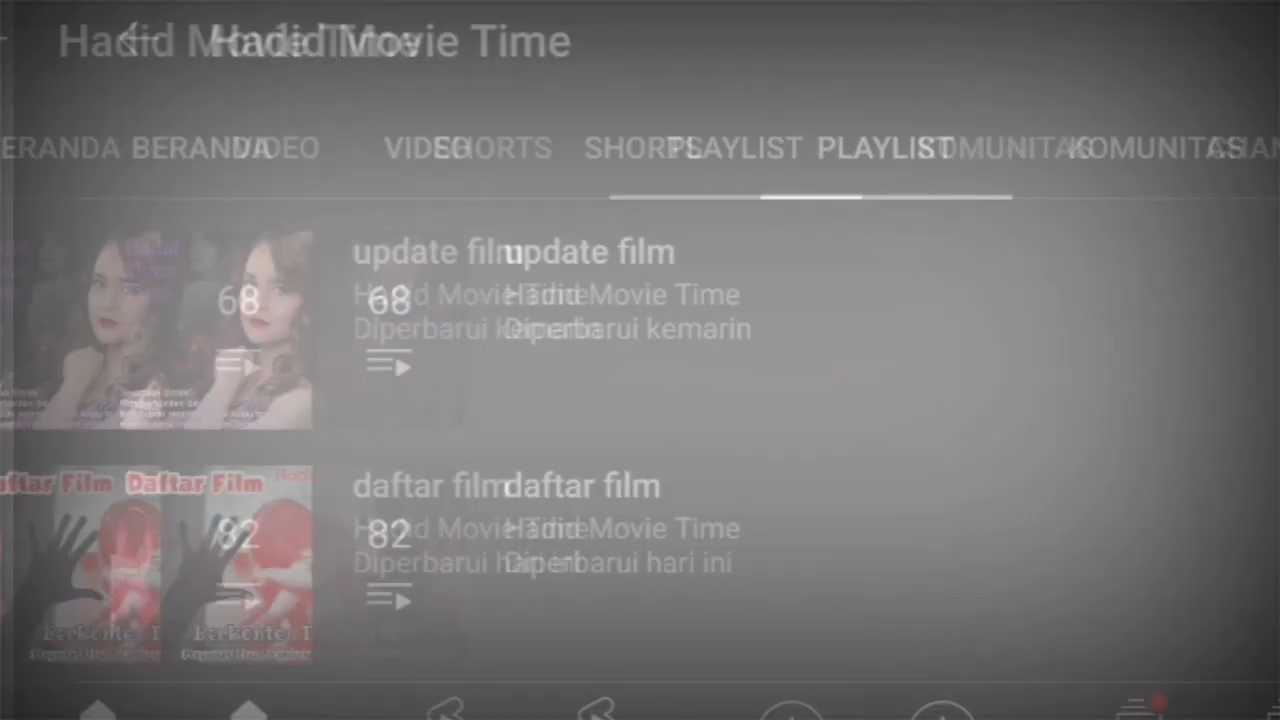 Hadid Movie Time
BERANDA VIDEO SHORTS PLAYLIST KOMUNITAS
update film
68
Hadid Movie Time
Diperbarui kemarin
Daftar Film
daftar film
82
Hadid Movie Time
Diperbarui hari ini